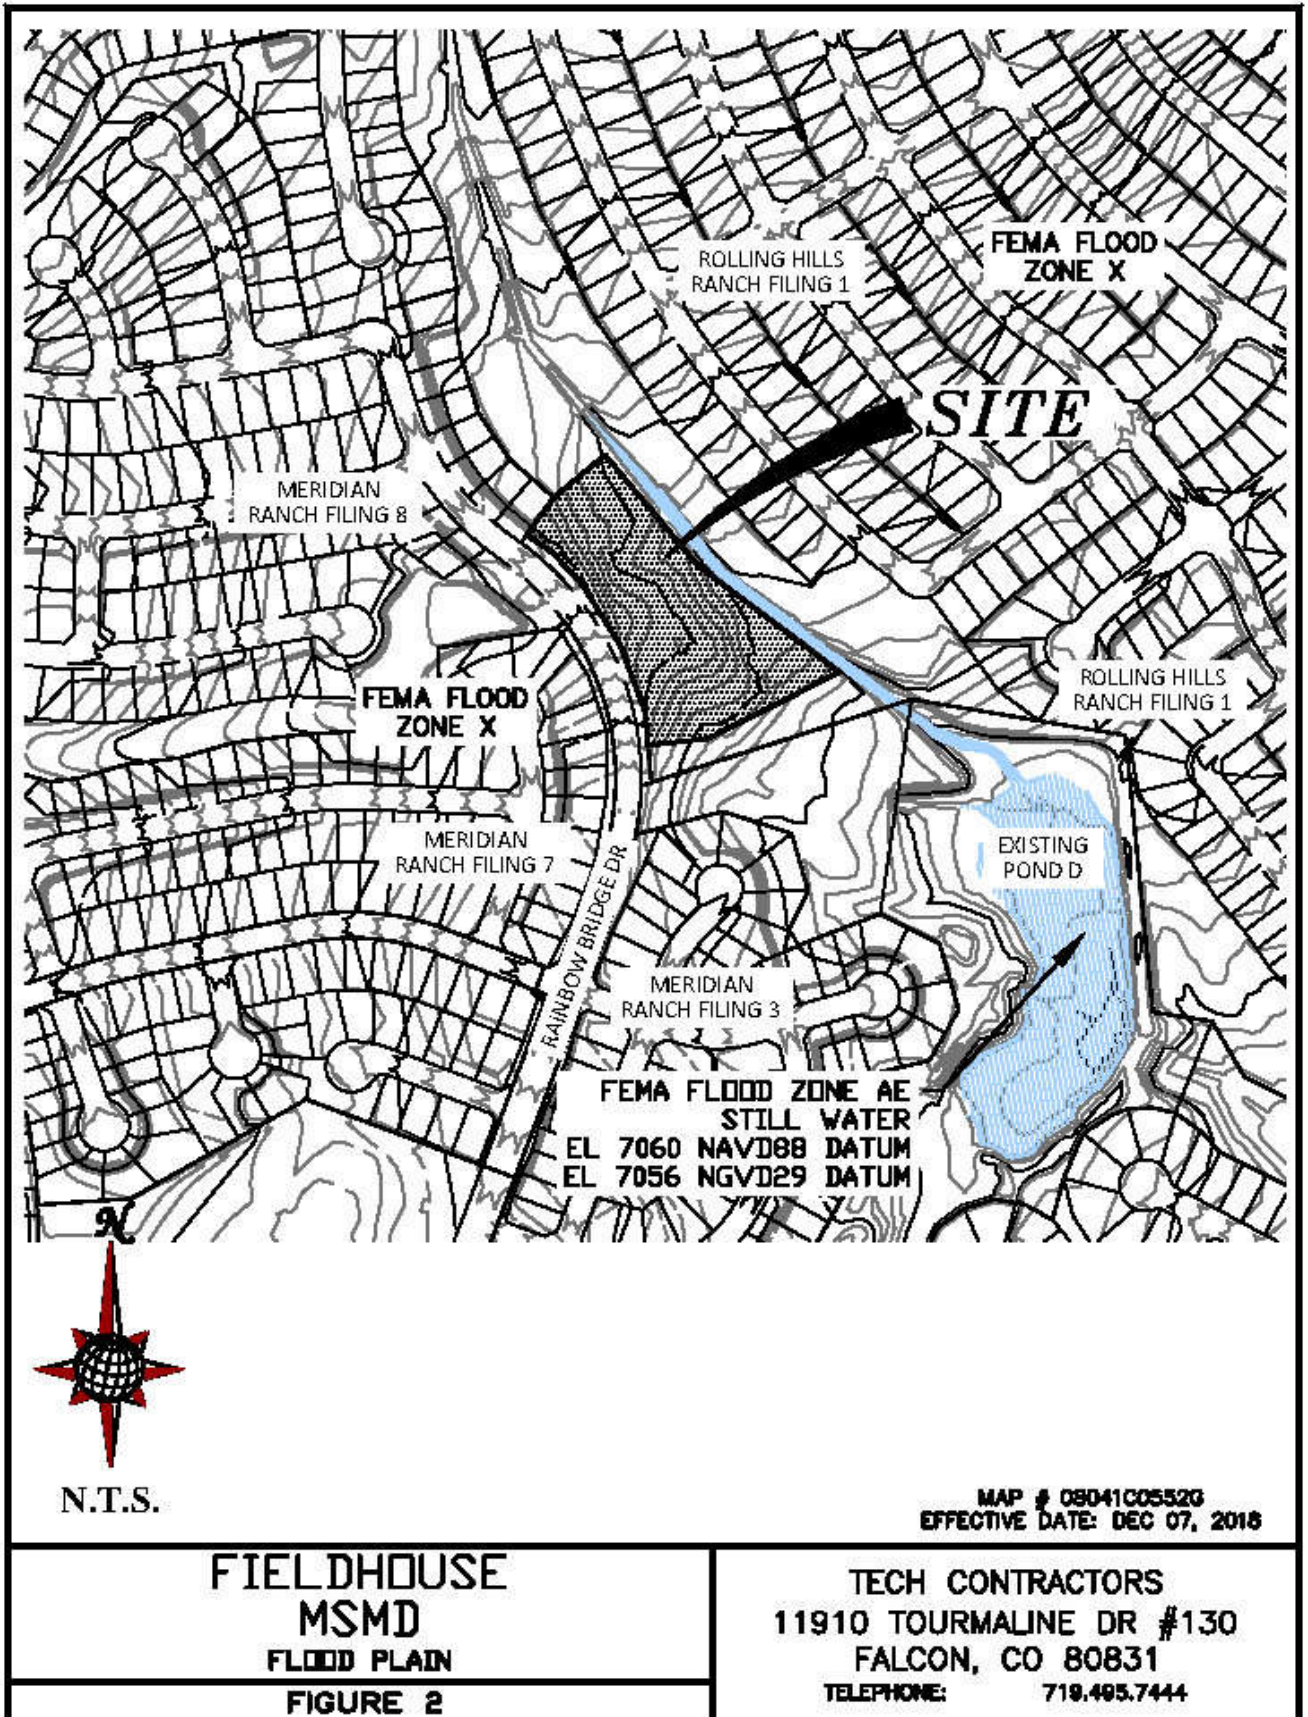 FEMA FLOOD
ZONE X
ROLLING HILLS
RANCH FILING 1
SITE
MERIDIAN
RANCH FILING 8
ROLLING HILLS
RANCH FILING 1
FEMA FLOOD
ZONE X
MERIDIAN
RANCH FILING 7
EXISTING
POND D
RAINBOW BRIDGE DR
MERIDIAN
RANCH FILING 3
FEMA FLOOD ZONE AE
STILL WATER
EL 7060 NAVD88 DATUM
EL 7056 NGVD29 DATUM
N
N.T.S.
MAP # 08041C0552G
EFFECTIVE DATE: DEC 07, 2018
FIELDHOUSE
MSMD
FLOOD PLAIN
FIGURE 2
TECH CONTRACTORS
11910 TOURMALINE DR #130
FALCON, CO 80831
TELEPHONE: 719.495.7444